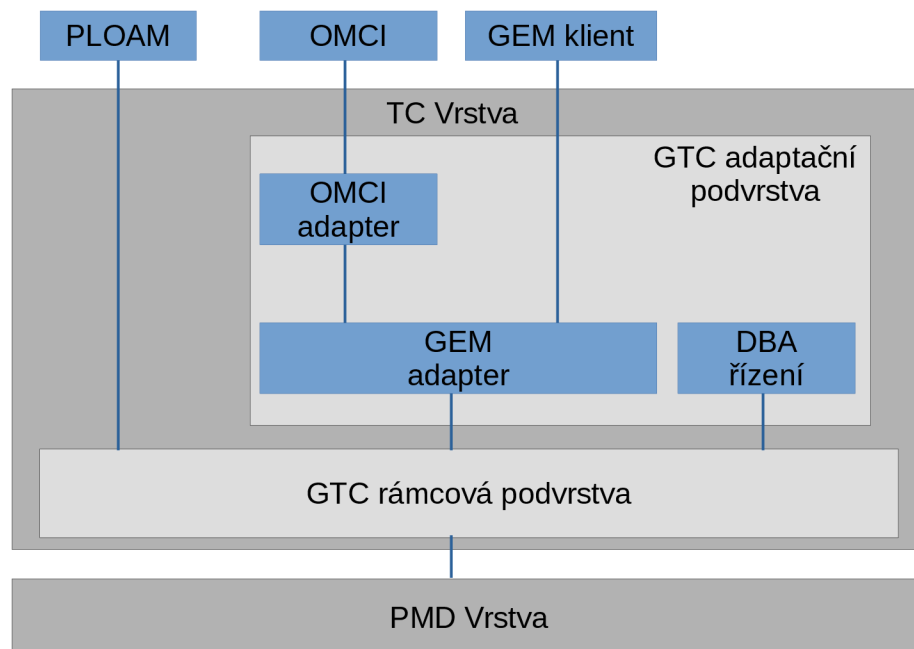 PLOAM
OMCI
GEM klient
TC Vrstva
GTC adaptační
podvrstva
OMCI
adapter
GEM
adapter
DBA
řízení
GTC rámcová podvrstva
PMD Vrstva